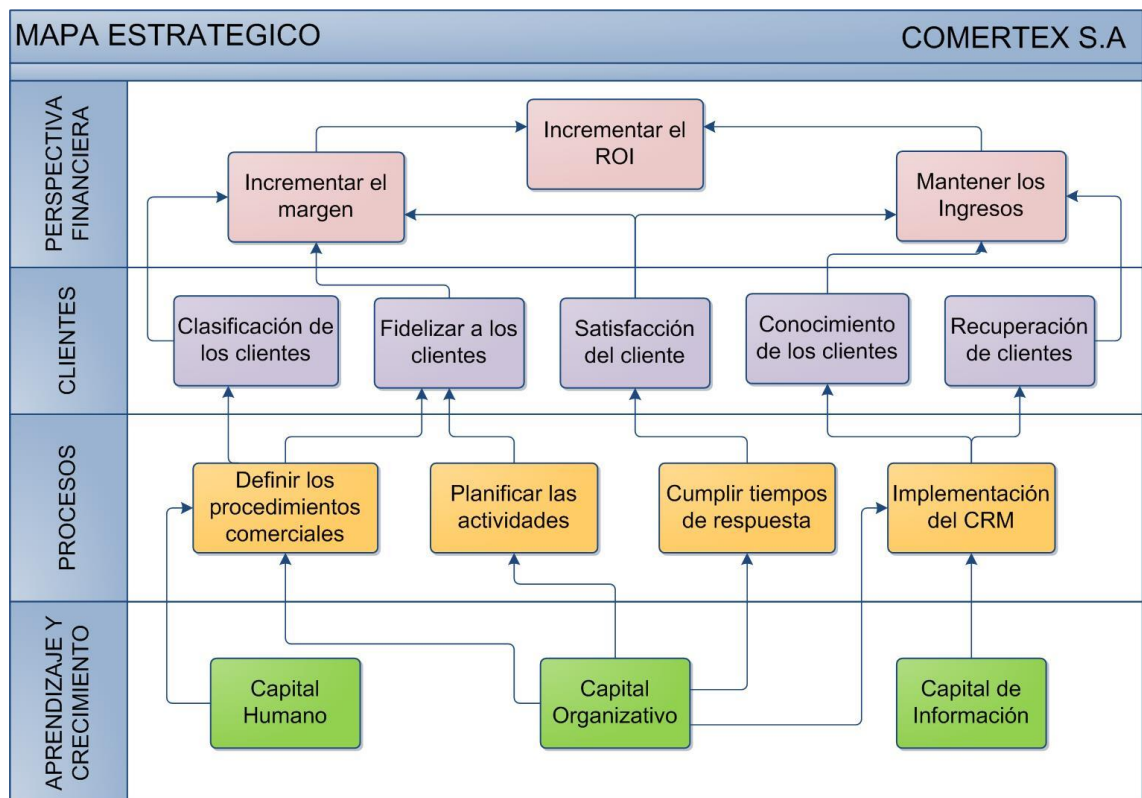 MAPA ESTRATEGICO
COMERTEX S.A
PERSPECTIVA
FINANCIERA
Incrementar el
ROI
Incrementar el
margen
Mantener los
Ingresos
CLIENTES
Clasificación de
los clientes
Fidelizar a los
clientes
Satisfacción
del cliente
Conocimiento
de los clientes
Recuperación
de clientes
PROCESOS
Definir los
procedimientos
comerciales
Planificar las
actividades
Cumplir tiempos
de respuesta
Implementación
del CRM
APRENDIZAJE Y
CRECIMIENTO
Capital
Humano
Capital
Organizativo
Capital de
Información